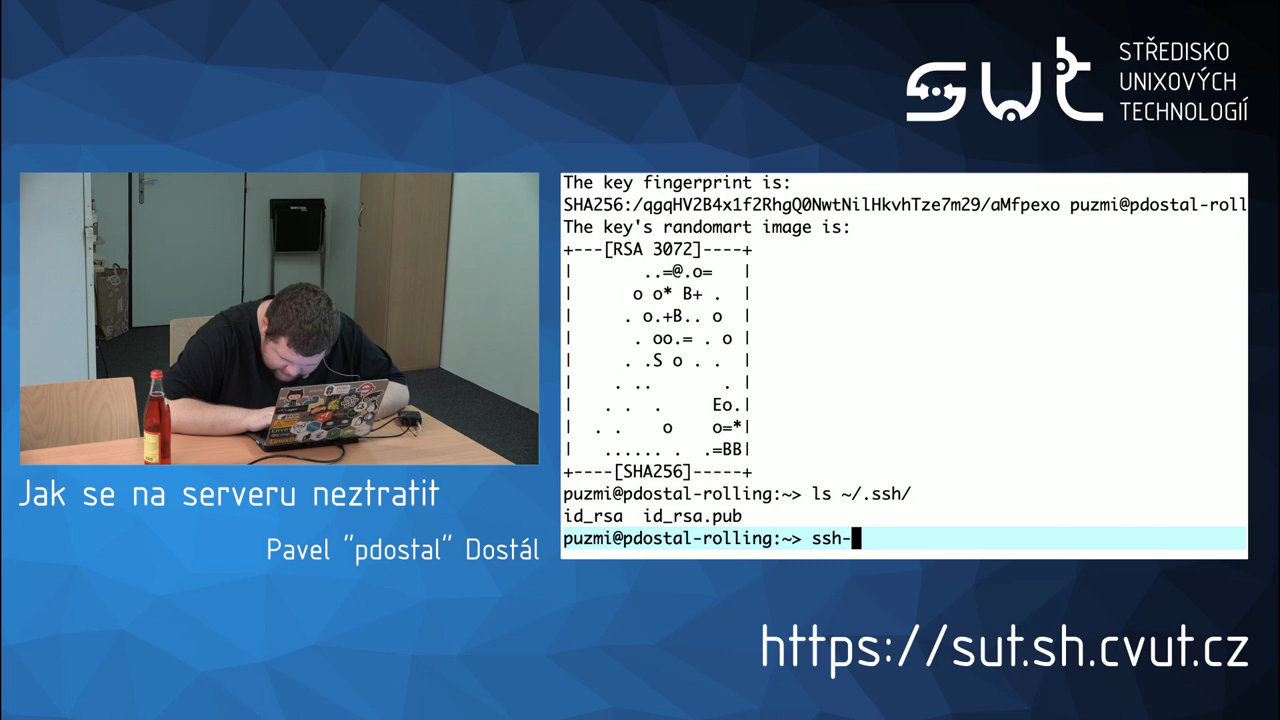 sut
STŘEDISKO
UNIXOVÝCH
TECHNOLOGIÍ
The key fingerprint is:
SHA256:/qgqHV2B4x1f2RhgQ0NwtNilHkvhTze7m29/aMfpexo puzmi@pdostal-roll
The key's randomart image is:
+---[RSA 3072]----+
|       ..=@.o=   |
|      o o* B+ .  |
|     . o.+B.. o  |
|      . oo.= . o |
|     . .S o . .  |
|    . ..       . |
|   . .  .     Eo.|
|  . .    o    o=*|
|   ...... .  .=BB|
+----[SHA256]-----+
puzmi@pdostal-rolling:~> ls ~/.ssh/
id_rsa  id_rsa.pub
puzmi@pdostal-rolling:~> ssh-
Jak se na serveru neztratit
Pavel "pdostal" Dostál
https://sut.sh.cvut.cz